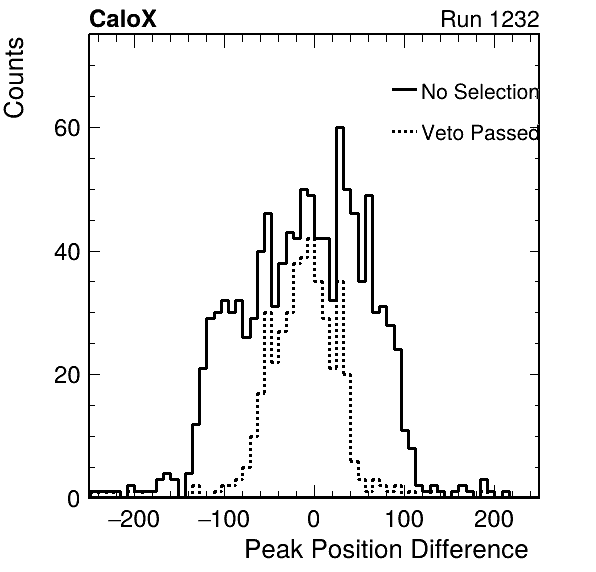 CaloX Run 1232
Counts
No Selection
Veto Passed
60
40
20
0
−200 −100 0 100 200
Peak Position Difference